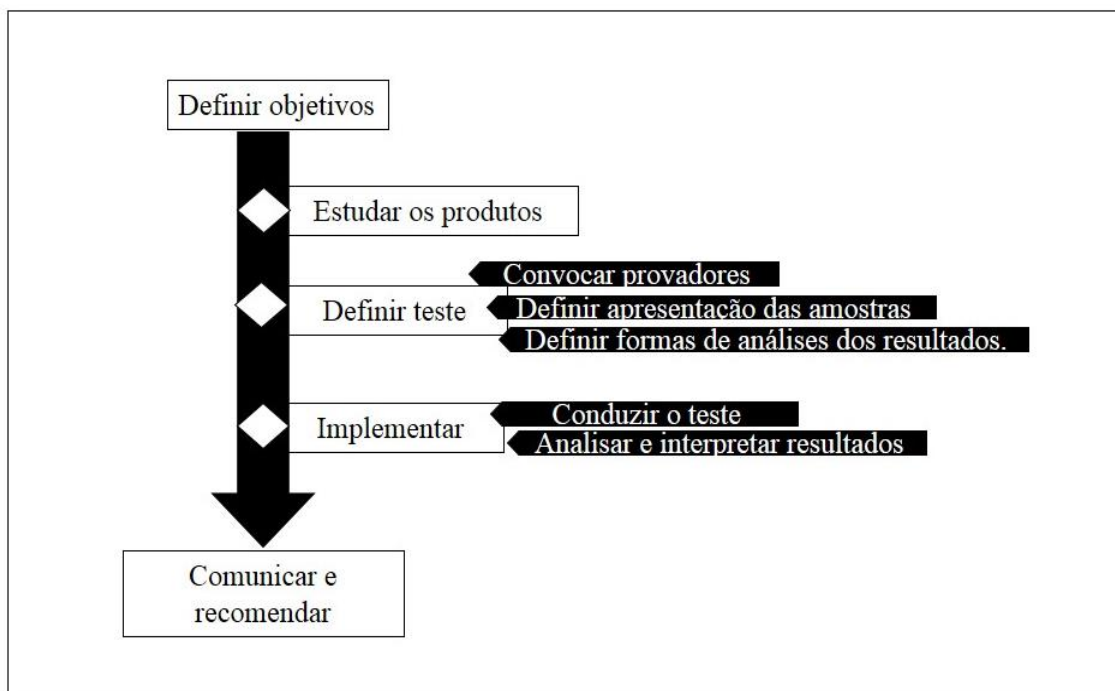 Definir objetivos
Estudar os produtos
Convocar provadores
Definir teste
Definir apresentação das amostras
Definir formas de análises dos resultados.
Implementar
Conduzir o teste
Analisar e interpretar resultados
Comunicar e
recomendar